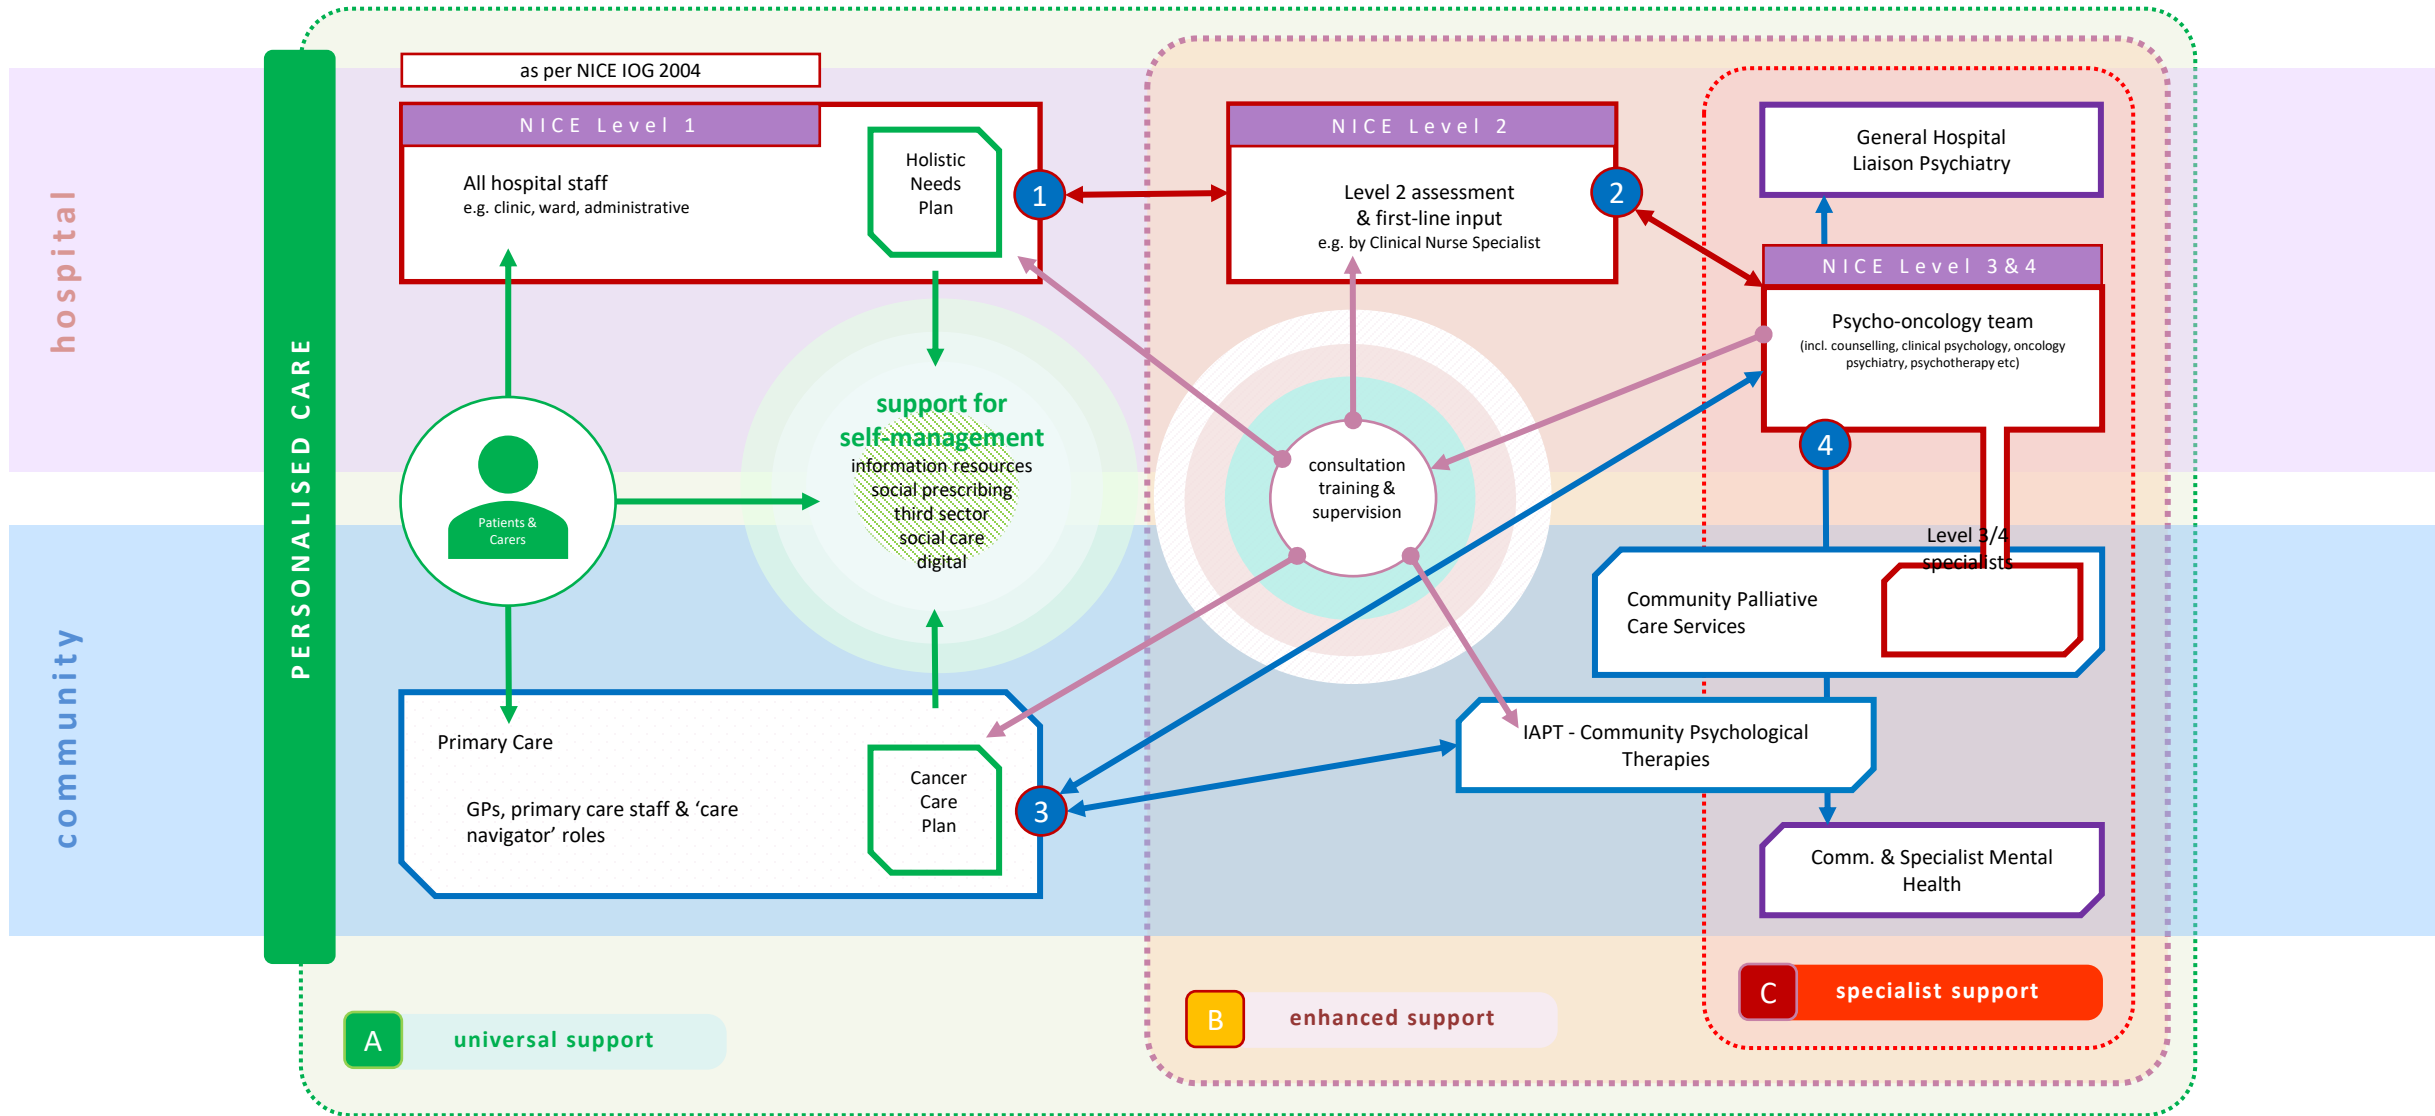 as per NICE IOG 2004
NICE Level 1
All hospital staff
e.g. clinic, ward, administrative
Holistic
Needs
Plan
1
NICE Level 2
Level 2 assessment
& first-line input
e.g. by Clinical Nurse Specialist
2
General Hospital
Liaison Psychiatry
NICE Level 3&4
Psycho-oncology team
(incl. counselling, clinical psychology, oncology
psychiatry, psychotherapy etc)
4
hospital
community
PERSONALISED CARE
Patients &
Carers
support for
self-management
information resources
social prescribing
third sector
social care
digital
consultation
training &
supervision
Level 3/4
specialists
Community Palliative
Care Services
Primary Care
GPs, primary care staff & ‘care
navigator’ roles
Cancer
Care
Plan
3
IAPT - Community Psychological
Therapies
Comm. & Specialist Mental
Health
A
universal support
B
enhanced support
C
specialist support